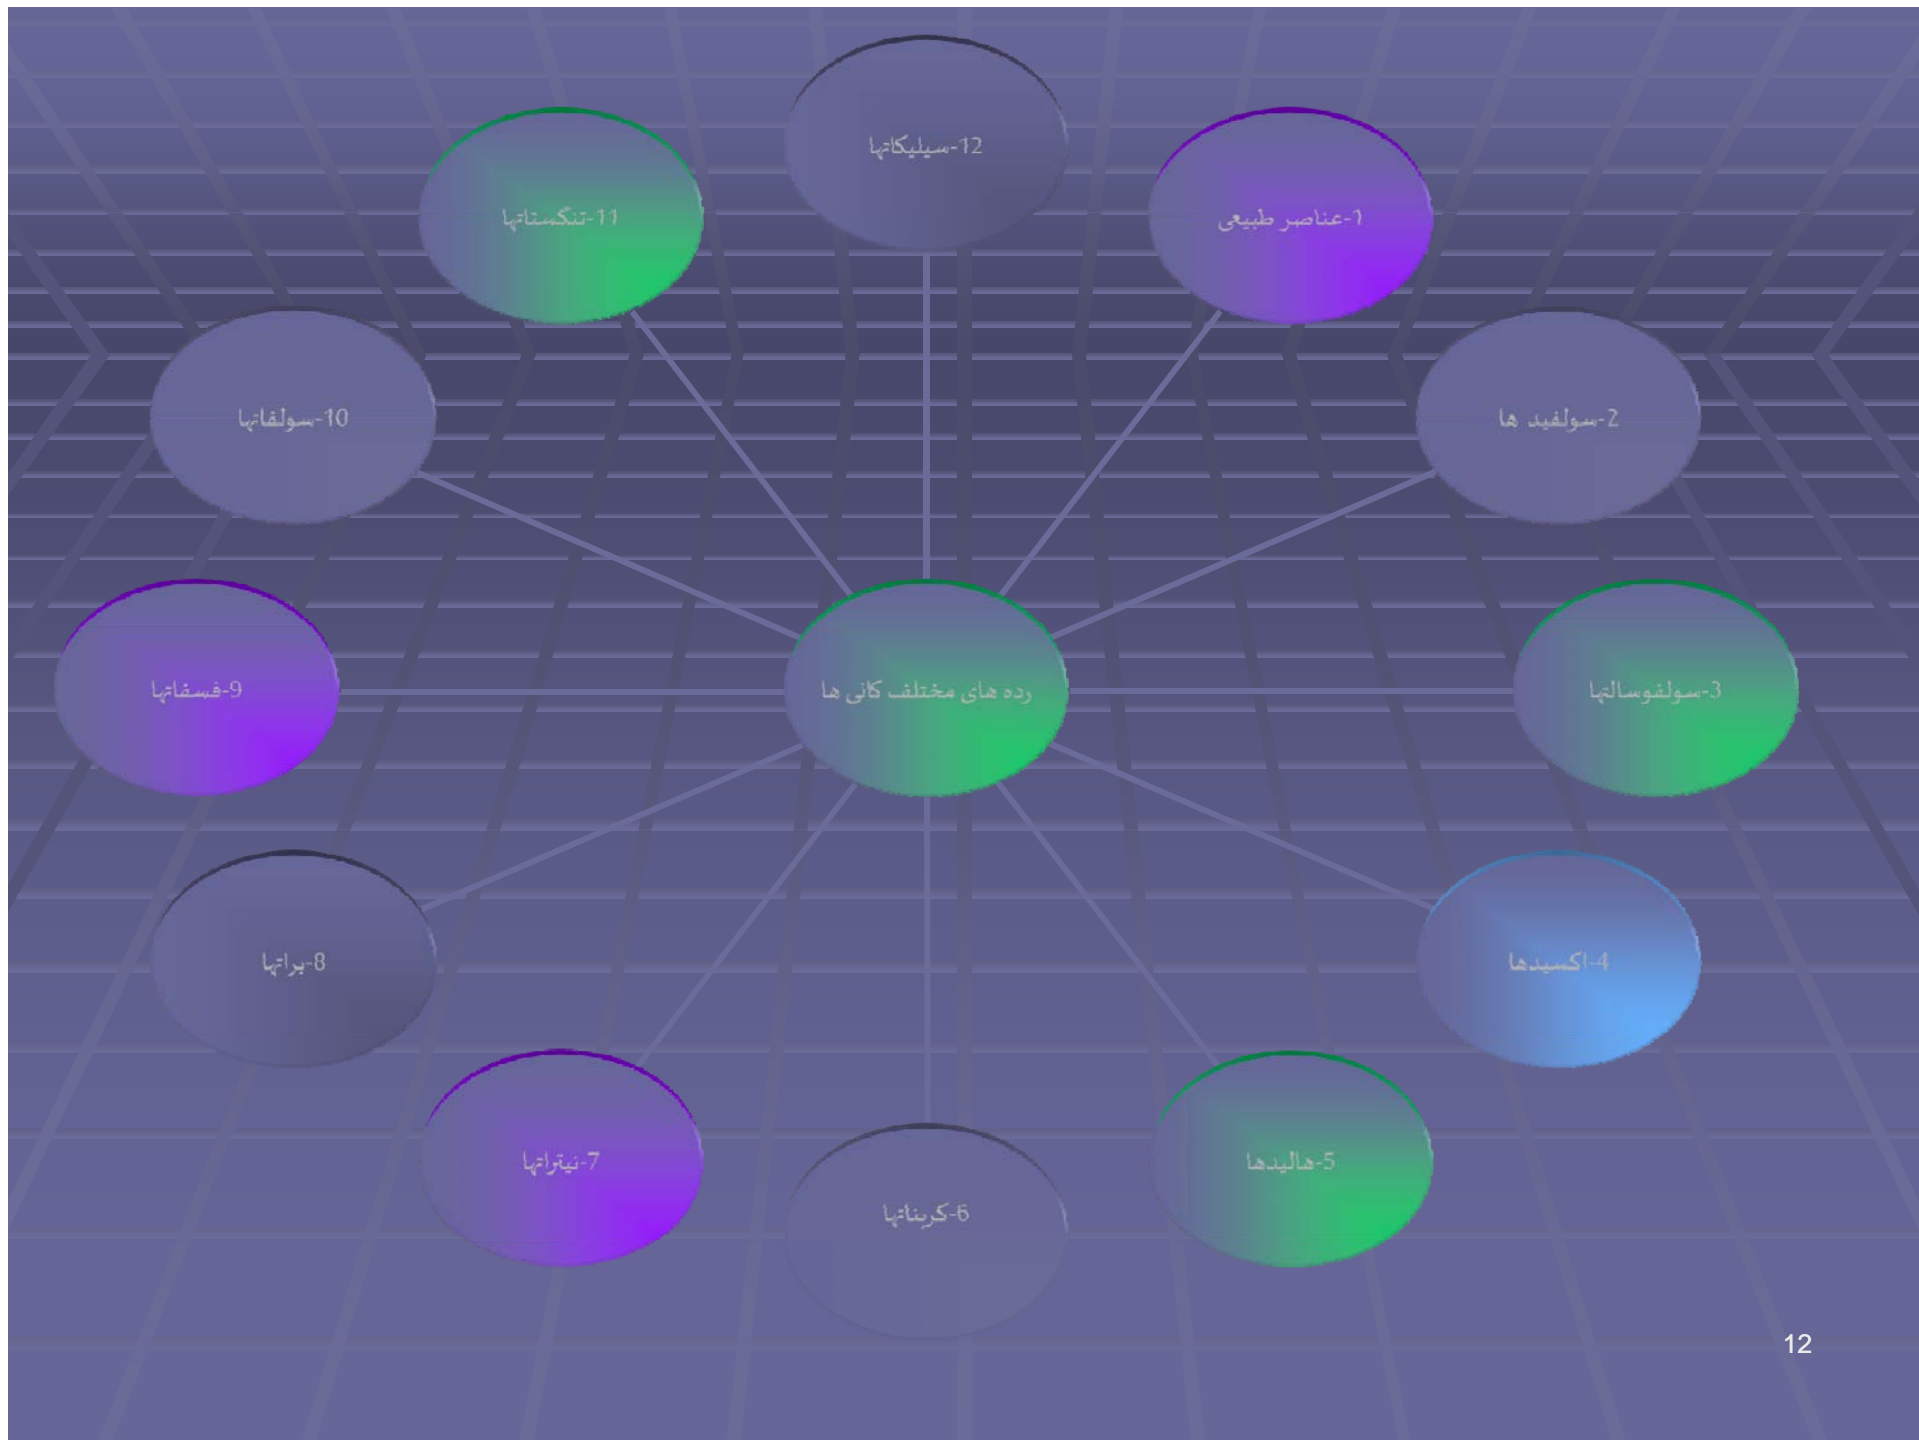 12-سیلیکاتها
11-تنگستاتها
1-عناصر طبیعی
10-سولفاتها
2-سولفید ها
9-فسفاتها
رده های مختلف کانی ها
3-سولفوسالتها
8-براتها
4-اکسیدها
7-نیتراتها
6-کربناتها
5-هالیدها
12